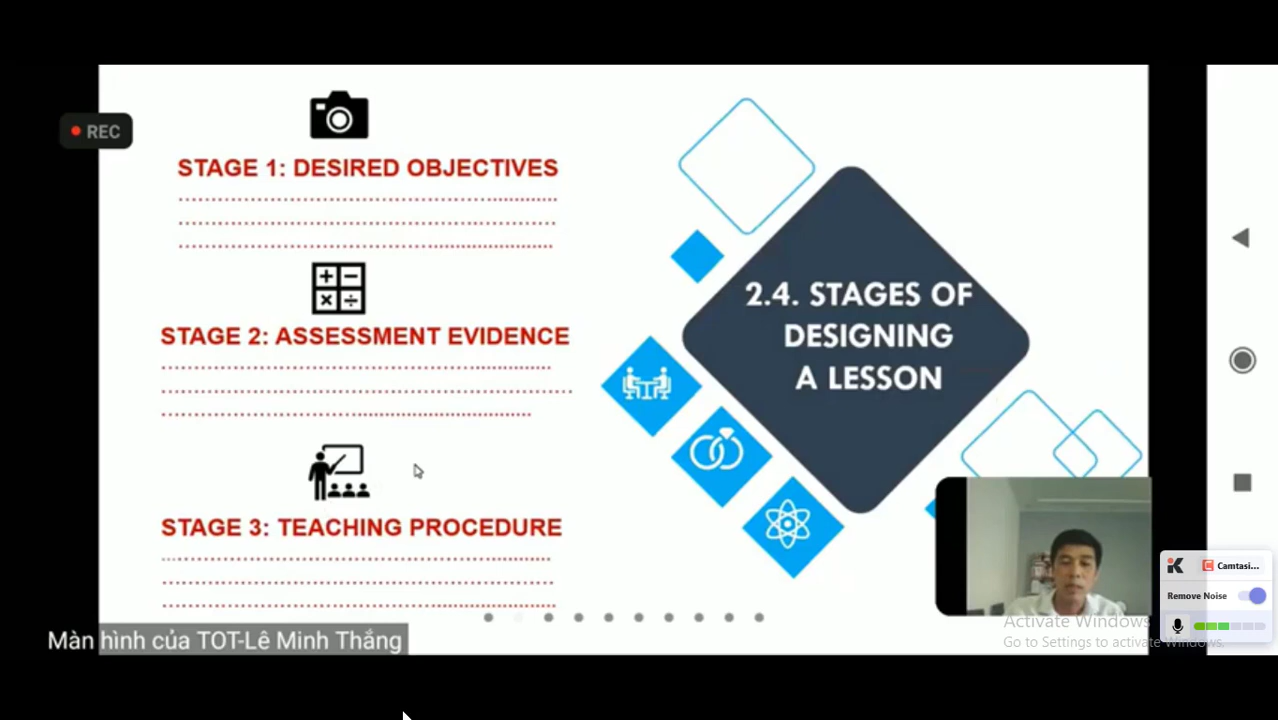 REC
STAGE 1: DESIRED OBJECTIVES
STAGE 2: ASSESSMENT EVIDENCE
STAGE 3: TEACHING PROCEDURE
2.4. STAGES OF
DESIGNING
A LESSON
Màn hình của TOT-Lê Minh Thắng
Camtasi...
Remove Noise
Activate Windows
Go to Settings to activate Windows.